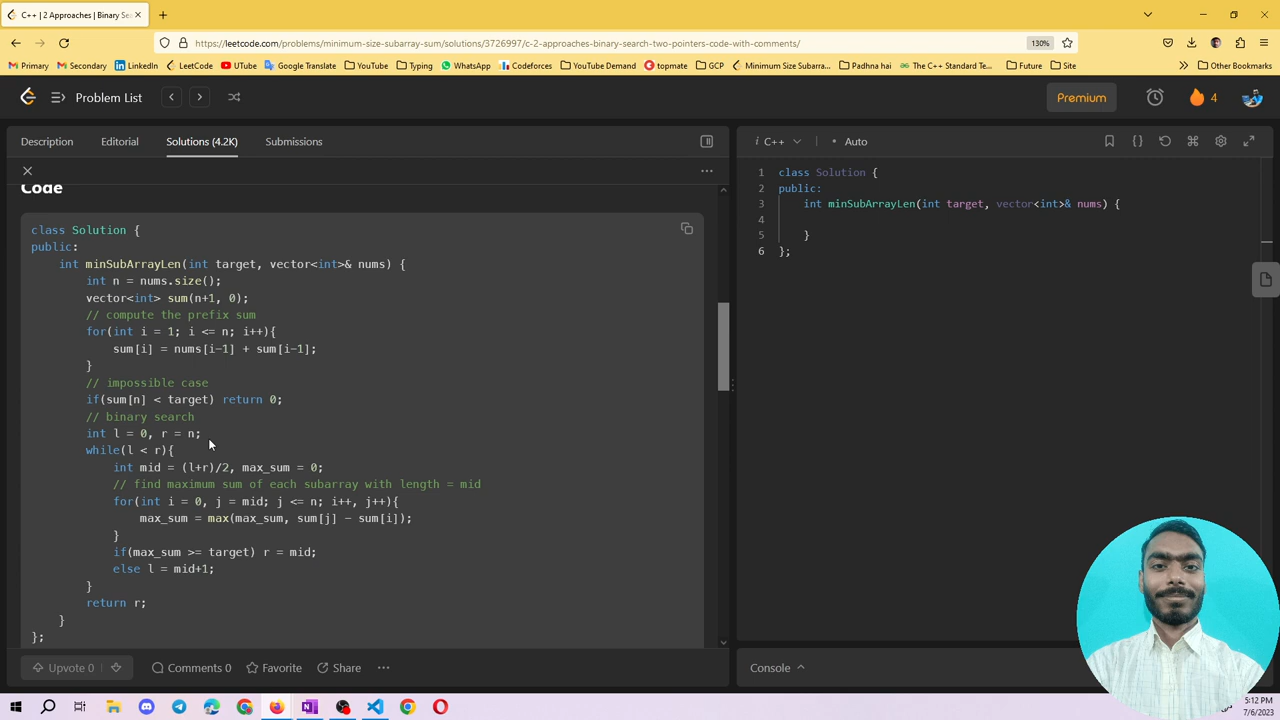 C++ | 2 Approaches | Binary Sea
https://leetcode.com/problems/minimum-size-subarray-sum/solutions/3726997/c-2-approaches-binary-search-two-pointers-code-with-comments/
130%
Primary Secondary LinkedIn LeetCode UTube Google Translate YouTube Typing WhatsApp Codeforces YouTube Demand topmate GCP Minimum Size Subarra... Padhna hai The C++ Standard Te... Future Site Other Bookmarks
Problem List
Premium
4
Description Editorial Solutions (4.2K) Submissions
C++ Auto
Code
class Solution {
public:
int minSubArrayLen(int target, vector<int>& nums) {
int n = nums.size();
vector<int> sum(n+1, 0);
// compute the prefix sum
for(int i = 1; i <= n; i++){
sum[i] = nums[i-1] + sum[i-1];
}
// impossible case
if(sum[n] < target) return 0;
// binary search
int l = 0, r = n;
while(l < r){
int mid = (l+r)/2, max_sum = 0;
// find maximum sum of each subarray with length = mid
for(int i = 0, j = mid; j <= n; i++, j++){
max_sum = max(max_sum, sum[j] - sum[i]);
}
if(max_sum >= target) r = mid;
else l = mid+1;
}
return r;
}
};
1 class Solution {
2 public:
3 int minSubArrayLen(int target, vector<int>& nums) {
4
5 }
6 };
Upvote 0 Comments 0 Favorite Share
Console
5:12 PM
7/6/2023